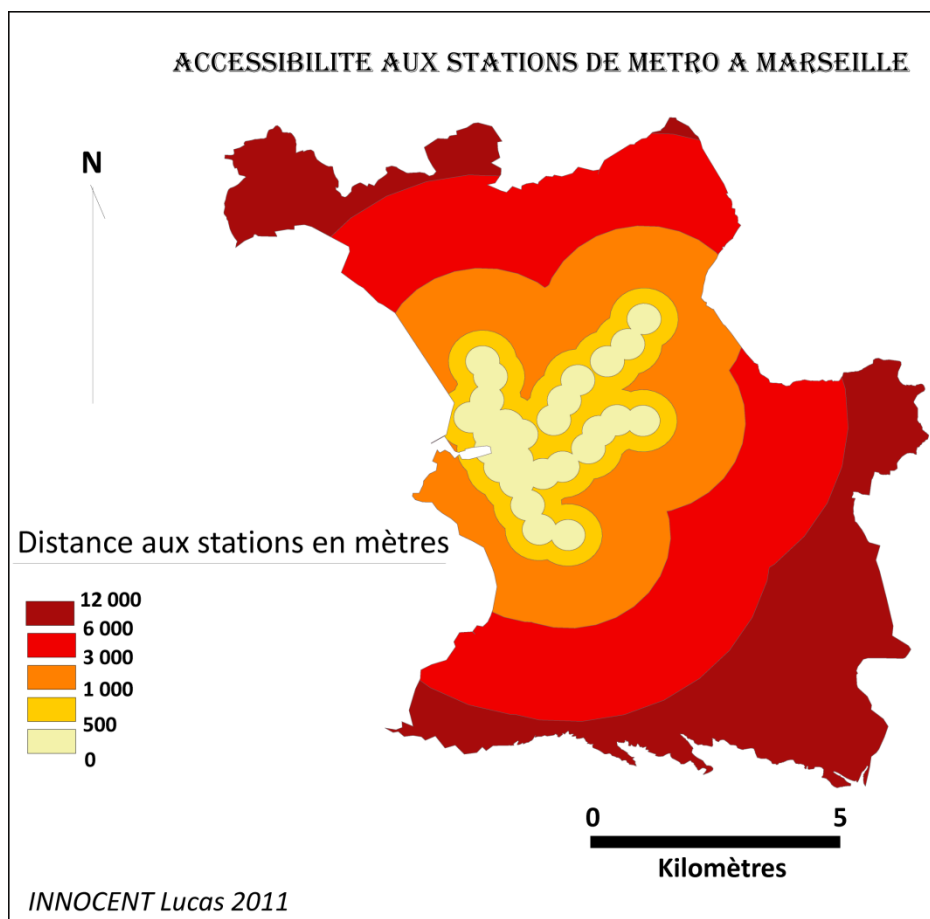 ACCESSIBILITE AUX STATIONS DE METRO A MARSEILLE
N
Distance aux stations en mètres
12 000
6 000
3 000
1 000
500
0
0 5
Kilomètres
INNOCENT Lucas 2011